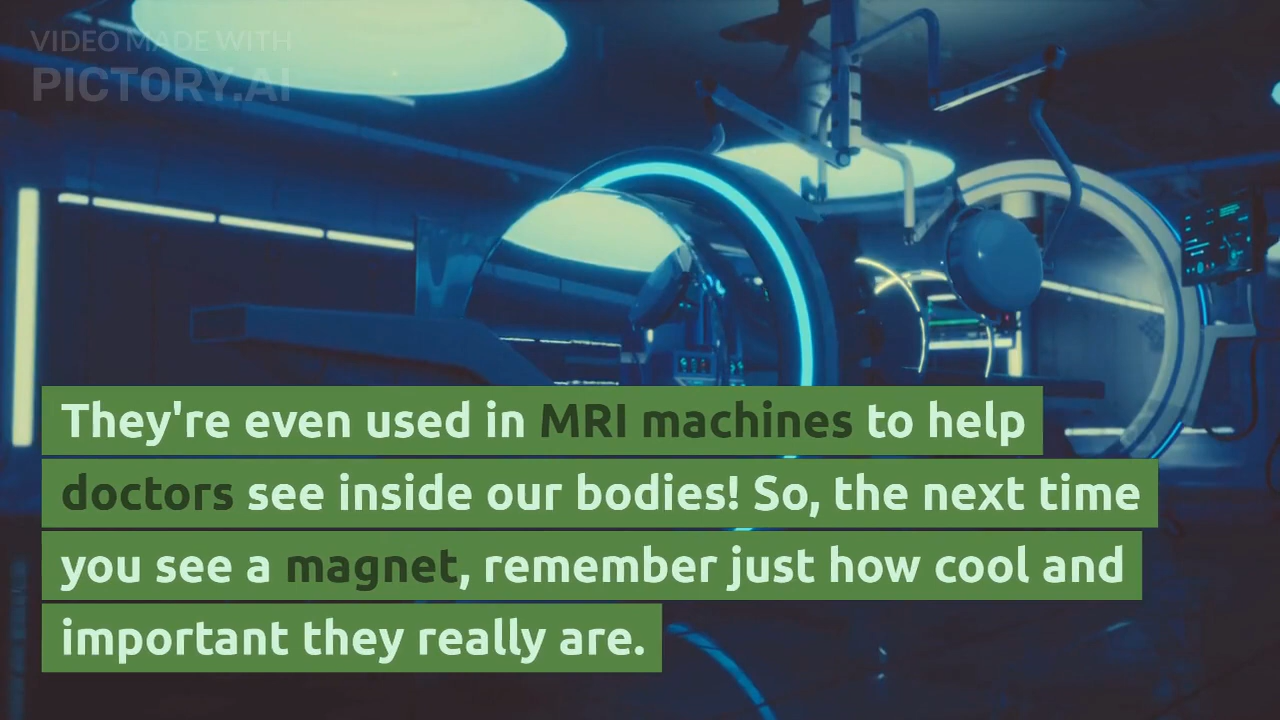 VIDEO MADE WITH
PICTORY.AI
They're even used in MRI machines to help
doctors see inside our bodies! So, the next time
you see a magnet, remember just how cool and
important they really are.